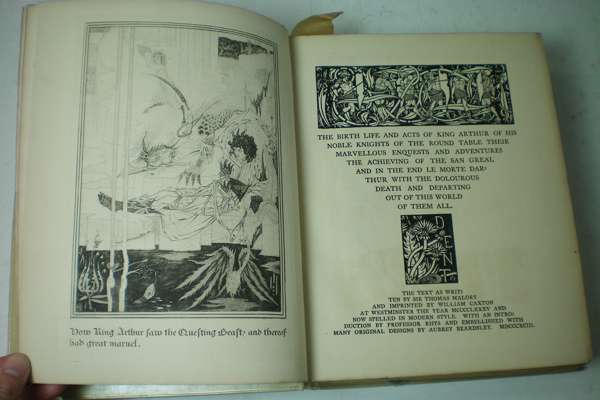 How King Arthur saw the Questing Beast, and thereof
had great marvel.
THE BIRTH LIFE AND ACTS OF KING ARTHUR OF HIS
NOBLE KNIGHTS OF THE ROUND TABLE THEIR
MARVELLOUS ENQUESTS AND ADVENTURES
THE ACHIEVING OF THE SAN GREAL
AND IN THE END LE MORTE DAR-
THUR WITH THE DOLOUROUS
DEATH AND DEPARTING
OUT OF THIS WORLD
OF THEM ALL.
DENT
THE TEXT AS WRIT-
TEN BY SIR THOMAS MALORY
AND IMPRINTED BY WILLIAM CAXTON
AT WESTMINSTER THE YEAR MCCCCLXXXV AND
NOW SPELLED IN MODERN STYLE. WITH AN INTRO-
DUCTION BY PROFESSOR RHYS AND EMBELLISHED WITH
MANY ORIGINAL DESIGNS BY AUBREY BEARDSLEY. MDCCCXCIII.